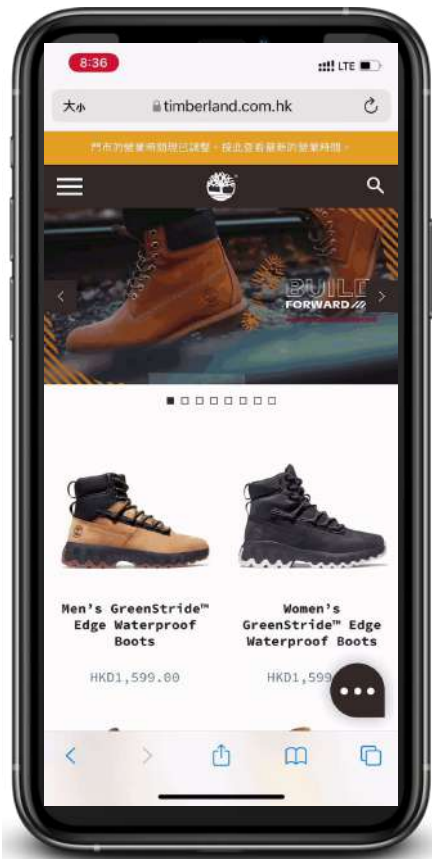 8:36
LTE
大小
timberland.com.hk
門市的營業時間現已調整，按此查看最新的營業時間。
BUILD
FORWARD
Men's GreenStride™
Edge Waterproof
Boots
HKD1,599.00
Women's
GreenStride™ Edge
Waterproof Boots
HKD1,599